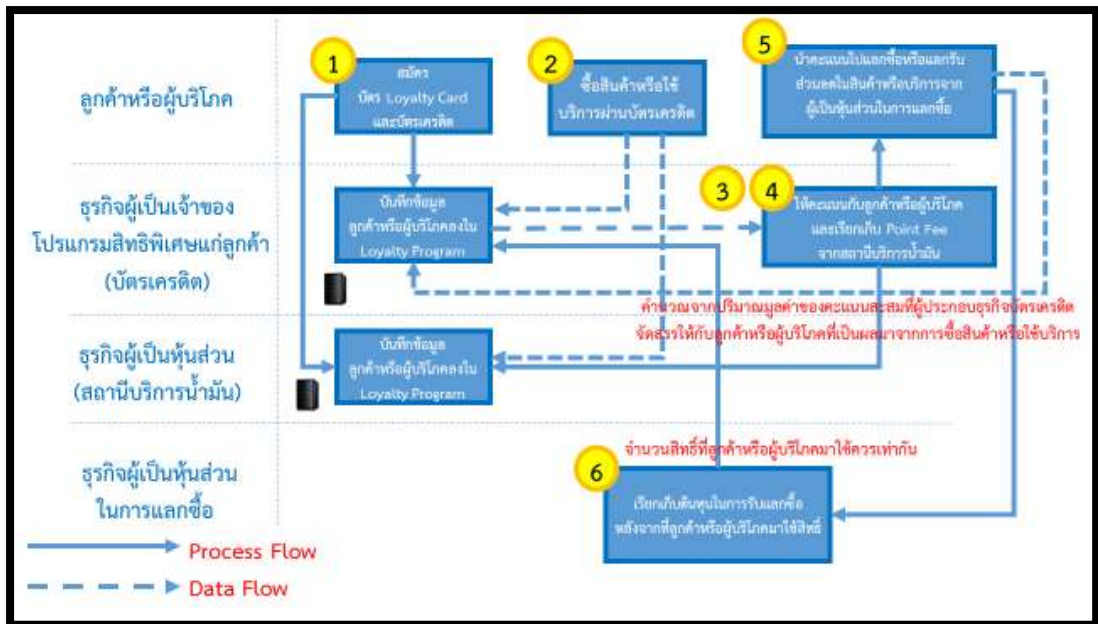 1
สมัคร
บัตร Loyalty Card
และบัตรเครดิต
2
ซื้อสินค้าหรือใช้
บริการผ่านบัตรเครดิต
5
นำคะแนนไปแลกซื้อหรือแลกรับ
ส่วนลดในสินค้าหรือบริการจาก
ผู้เป็นหุ้นส่วนในการแลกซื้อ
ลูกค้าหรือผู้บริโภค
ธุรกิจผู้เป็นเจ้าของ
โปรแกรมสิทธิพิเศษแก่ลูกค้า
(บัตรเครดิต)
บันทึกข้อมูล
ลูกค้าหรือผู้บริโภคลงใน
Loyalty Program
3
4
ให้คะแนนกับลูกค้าหรือผู้บริโภค
และเรียกเก็บ Point Fee
จากสถานีบริการน้ำมัน
คำนวณจากปริมาณมูลค่าของคะแนนสะสมที่ผู้ประกอบธุรกิจบัตรเครดิต
จัดสรรให้กับลูกค้าหรือผู้บริโภคที่เป็นผลมาจากการซื้อสินค้าหรือใช้บริการ
ธุรกิจผู้เป็นหุ้นส่วน
(สถานีบริการน้ำมัน)
บันทึกข้อมูล
ลูกค้าหรือผู้บริโภคลงใน
Loyalty Program
จำนวนสิทธิ์ที่ลูกค้าหรือผู้บริโภคมาใช้ควรเท่ากัน
ธุรกิจผู้เป็นหุ้นส่วน
ในการแลกซื้อ
6
เรียกเก็บต้นทุนในการรับแลกซื้อ
หลังจากที่ลูกค้าหรือผู้บริโภคมาใช้สิทธิ์
Process Flow
Data Flow